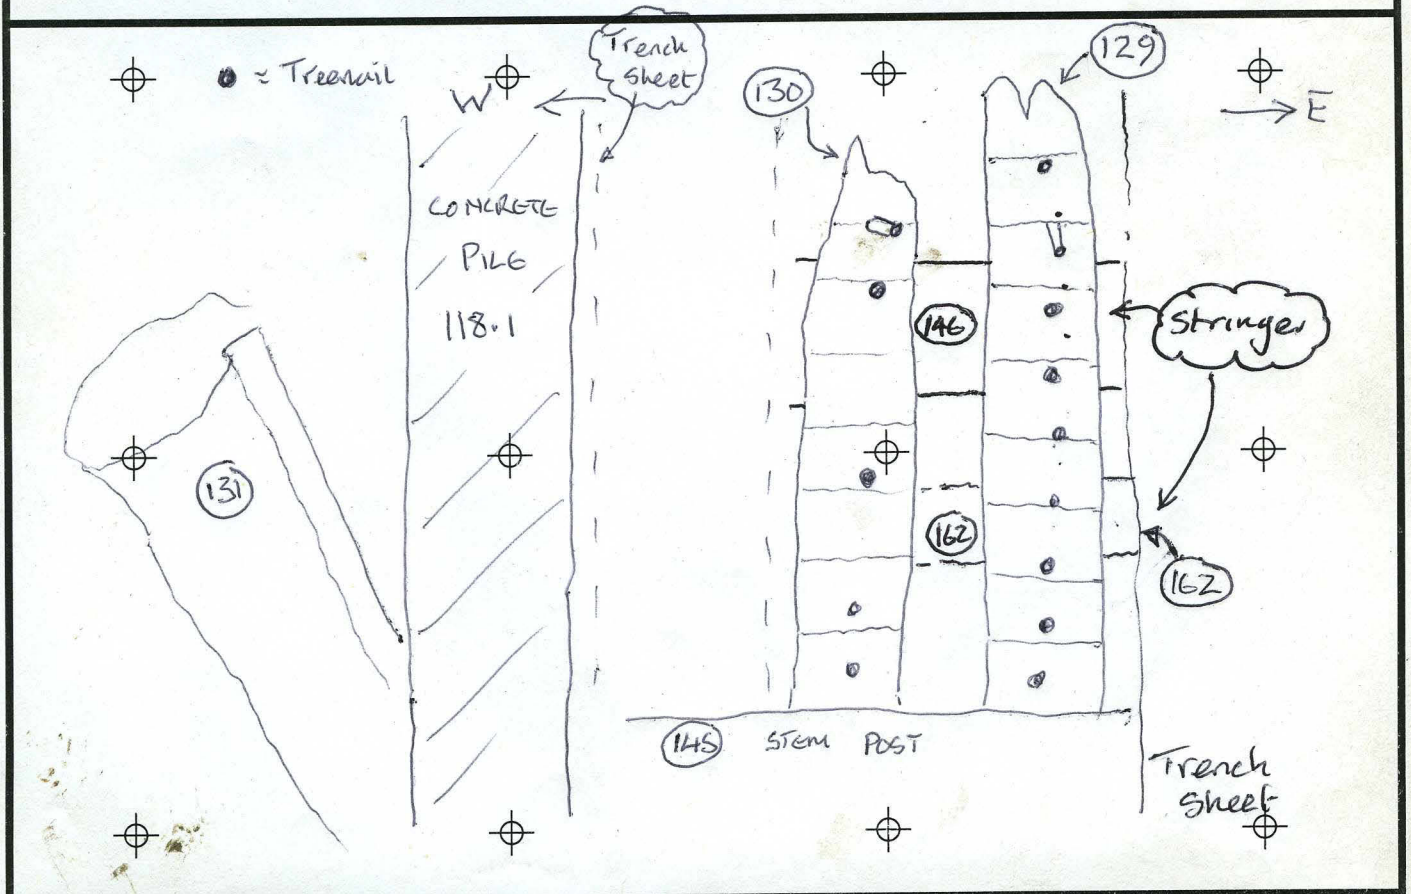 = Treenail
W
Trench
sheet
130
129
E
CONCRETE
PILE
118.1
146
Stringer
131
162
162
145 STEM POST
Trench
Sheet